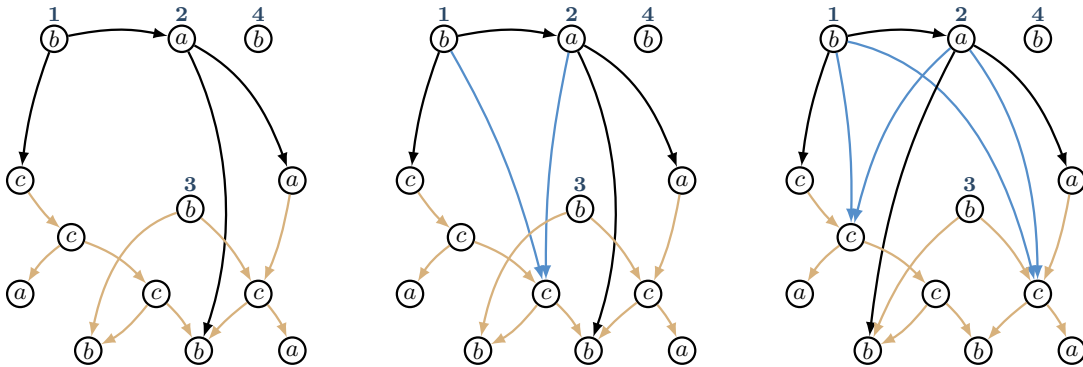 1 2 4 1 2 4 1 2 4
b a b b a b b a b
3 3 3
c a c a c a
b b b
c c c
a c c a c c a c c
b b a b b a b b a